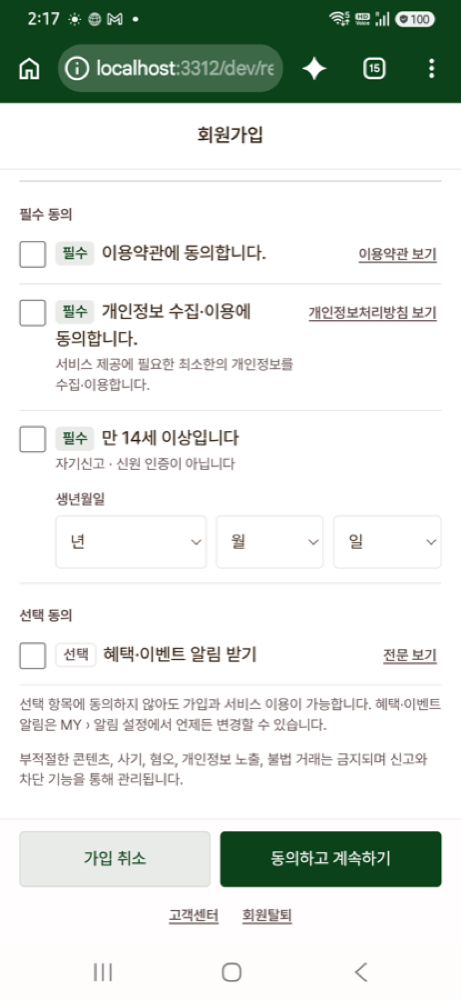 2:17
100
localhost:3312/dev/re
15
회원가입
필수 동의
필수 이용약관에 동의합니다.
이용약관 보기
필수 개인정보 수집·이용에
동의합니다.
개인정보처리방침 보기
서비스 제공에 필요한 최소한의 개인정보를
수집·이용합니다.
필수 만 14세 이상입니다
자기신고 · 신원 인증이 아닙니다
생년월일
년
월
일
선택 동의
선택 혜택·이벤트 알림 받기
전문 보기
선택 항목에 동의하지 않아도 가입과 서비스 이용이 가능합니다. 혜택·이벤트
알림은 MY › 알림 설정에서 언제든 변경할 수 있습니다.
부적절한 콘텐츠, 사기, 혐오, 개인정보 노출, 불법 거래는 금지되며 신고와
차단 기능을 통해 관리됩니다.
가입 취소
동의하고 계속하기
고객센터
회원탈퇴